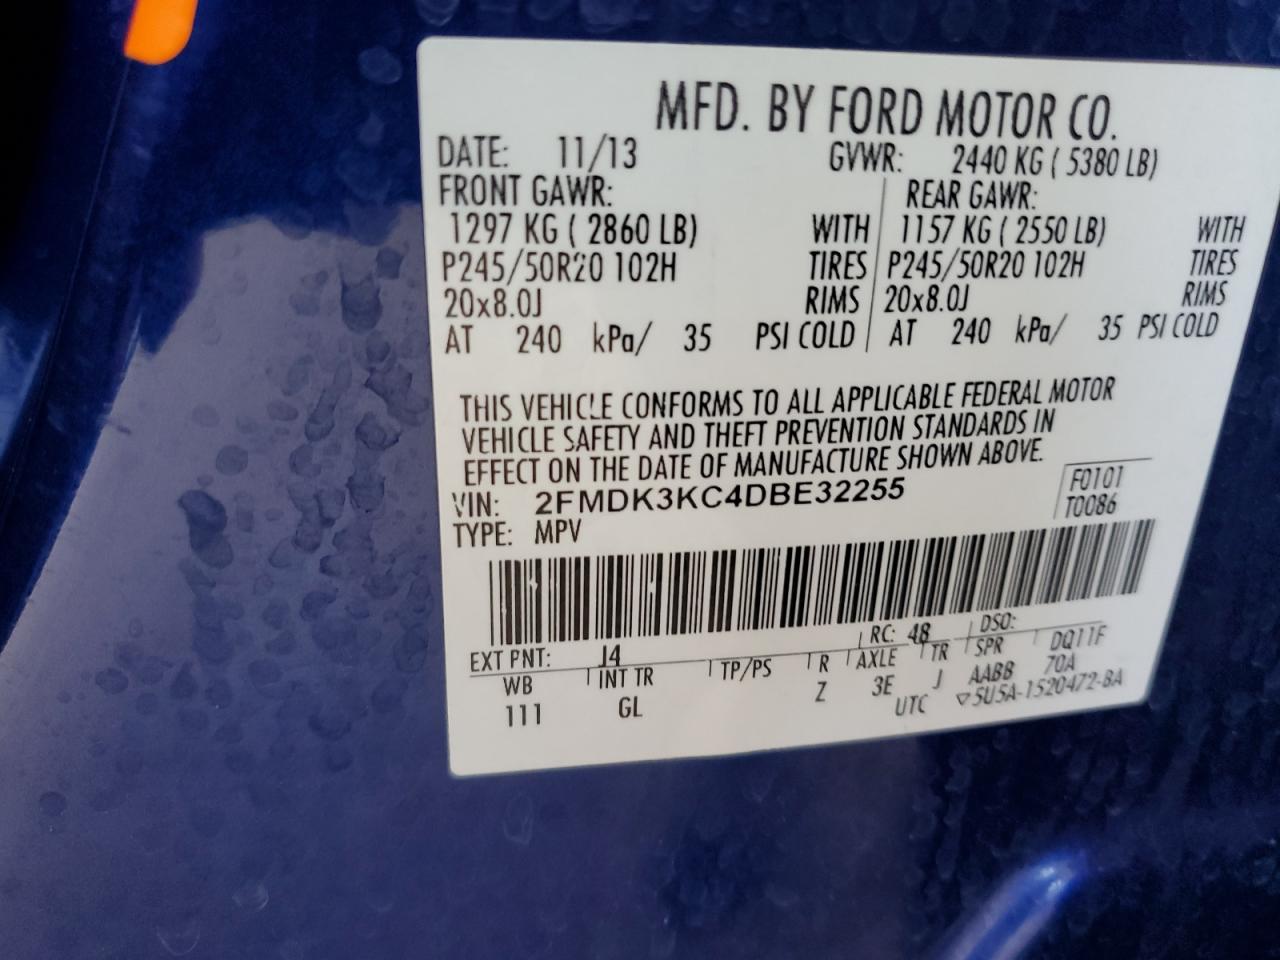 MFD. BY FORD MOTOR CO.
DATE: 11/13 GVWR: 2440 KG ( 5380 LB)
FRONT GAWR: REAR GAWR:
1297 KG ( 2860 LB) WITH 1157 KG ( 2550 LB) WITH
P245/50R20 102H TIRES P245/50R20 102H TIRES
20x8.0J RIMS 20x8.0J RIMS
AT 240 kPa/ 35 PSI COLD AT 240 kPa/ 35 PSI COLD
THIS VEHICLE CONFORMS TO ALL APPLICABLE FEDERAL MOTOR
VEHICLE SAFETY AND THEFT PREVENTION STANDARDS IN
EFFECT ON THE DATE OF MANUFACTURE SHOWN ABOVE.
VIN: 2FMDK3KC4DBE32255 F0101
TYPE: MPV T0086
EXT PNT: J4 RC: 48 DSO:
WB INT TR TP/PS R AXLE TR SPR DQ11F
111 GL Z 3E J AABB 70A
UTC ▽5U5A-1520472-BA